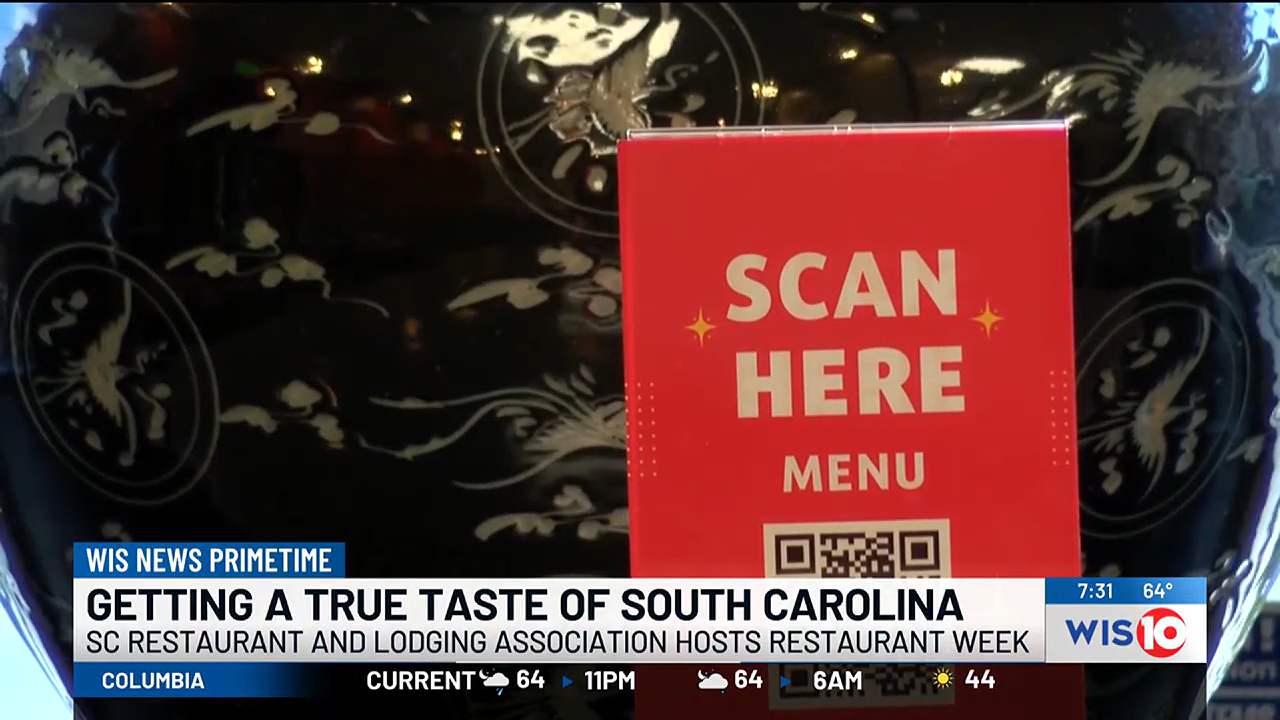 SCAN
HERE
MENU
WIS NEWS PRIMETIME
GETTING A TRUE TASTE OF SOUTH CAROLINA
SC RESTAURANT AND LODGING ASSOCIATION HOSTS RESTAURANT WEEK
7:31 64°
WIS10
COLUMBIA CURRENT 64 11PM 64 6AM 44